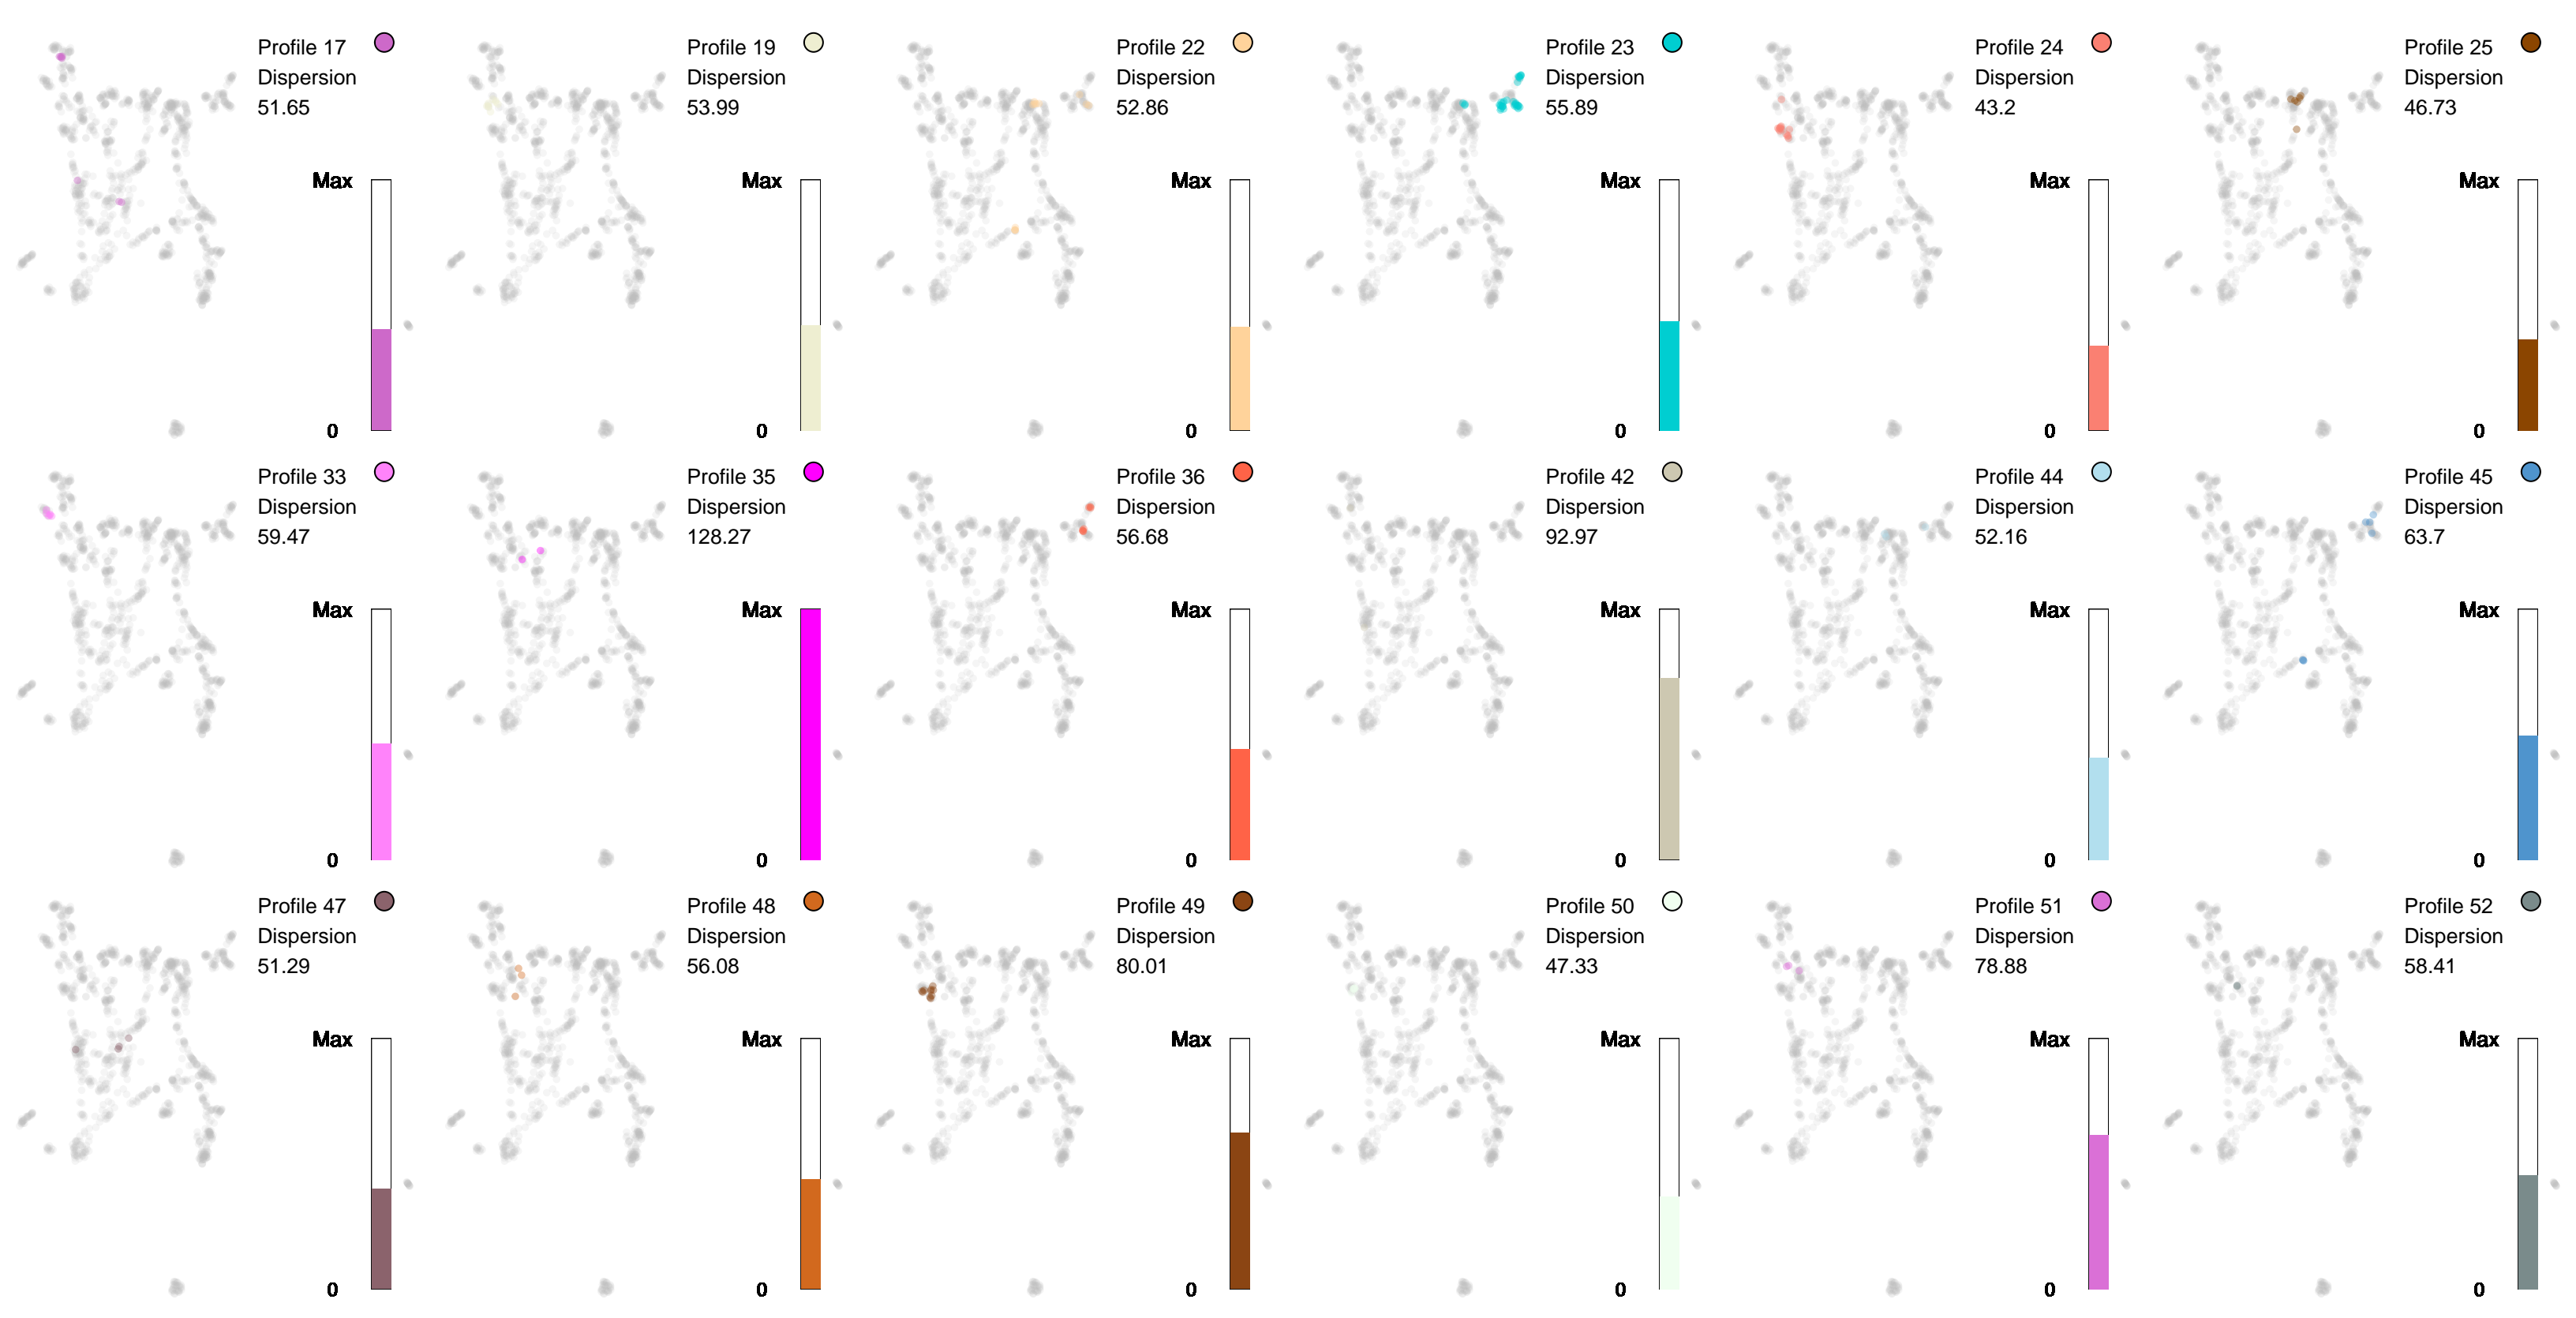 Profile 17
Dispersion
51.65
Max
0
Profile 19
Dispersion
53.99
Max
0
Profile 22
Dispersion
52.86
Max
0
Profile 23
Dispersion
55.89
Max
0
Profile 24
Dispersion
43.2
Max
0
Profile 25
Dispersion
46.73
Max
0
Profile 33
Dispersion
59.47
Max
0
Profile 35
Dispersion
128.27
Max
0
Profile 36
Dispersion
56.68
Max
0
Profile 42
Dispersion
92.97
Max
0
Profile 44
Dispersion
52.16
Max
0
Profile 45
Dispersion
63.7
Max
0
Profile 47
Dispersion
51.29
Max
0
Profile 48
Dispersion
56.08
Max
0
Profile 49
Dispersion
80.01
Max
0
Profile 50
Dispersion
47.33
Max
0
Profile 51
Dispersion
78.88
Max
0
Profile 52
Dispersion
58.41
Max
0